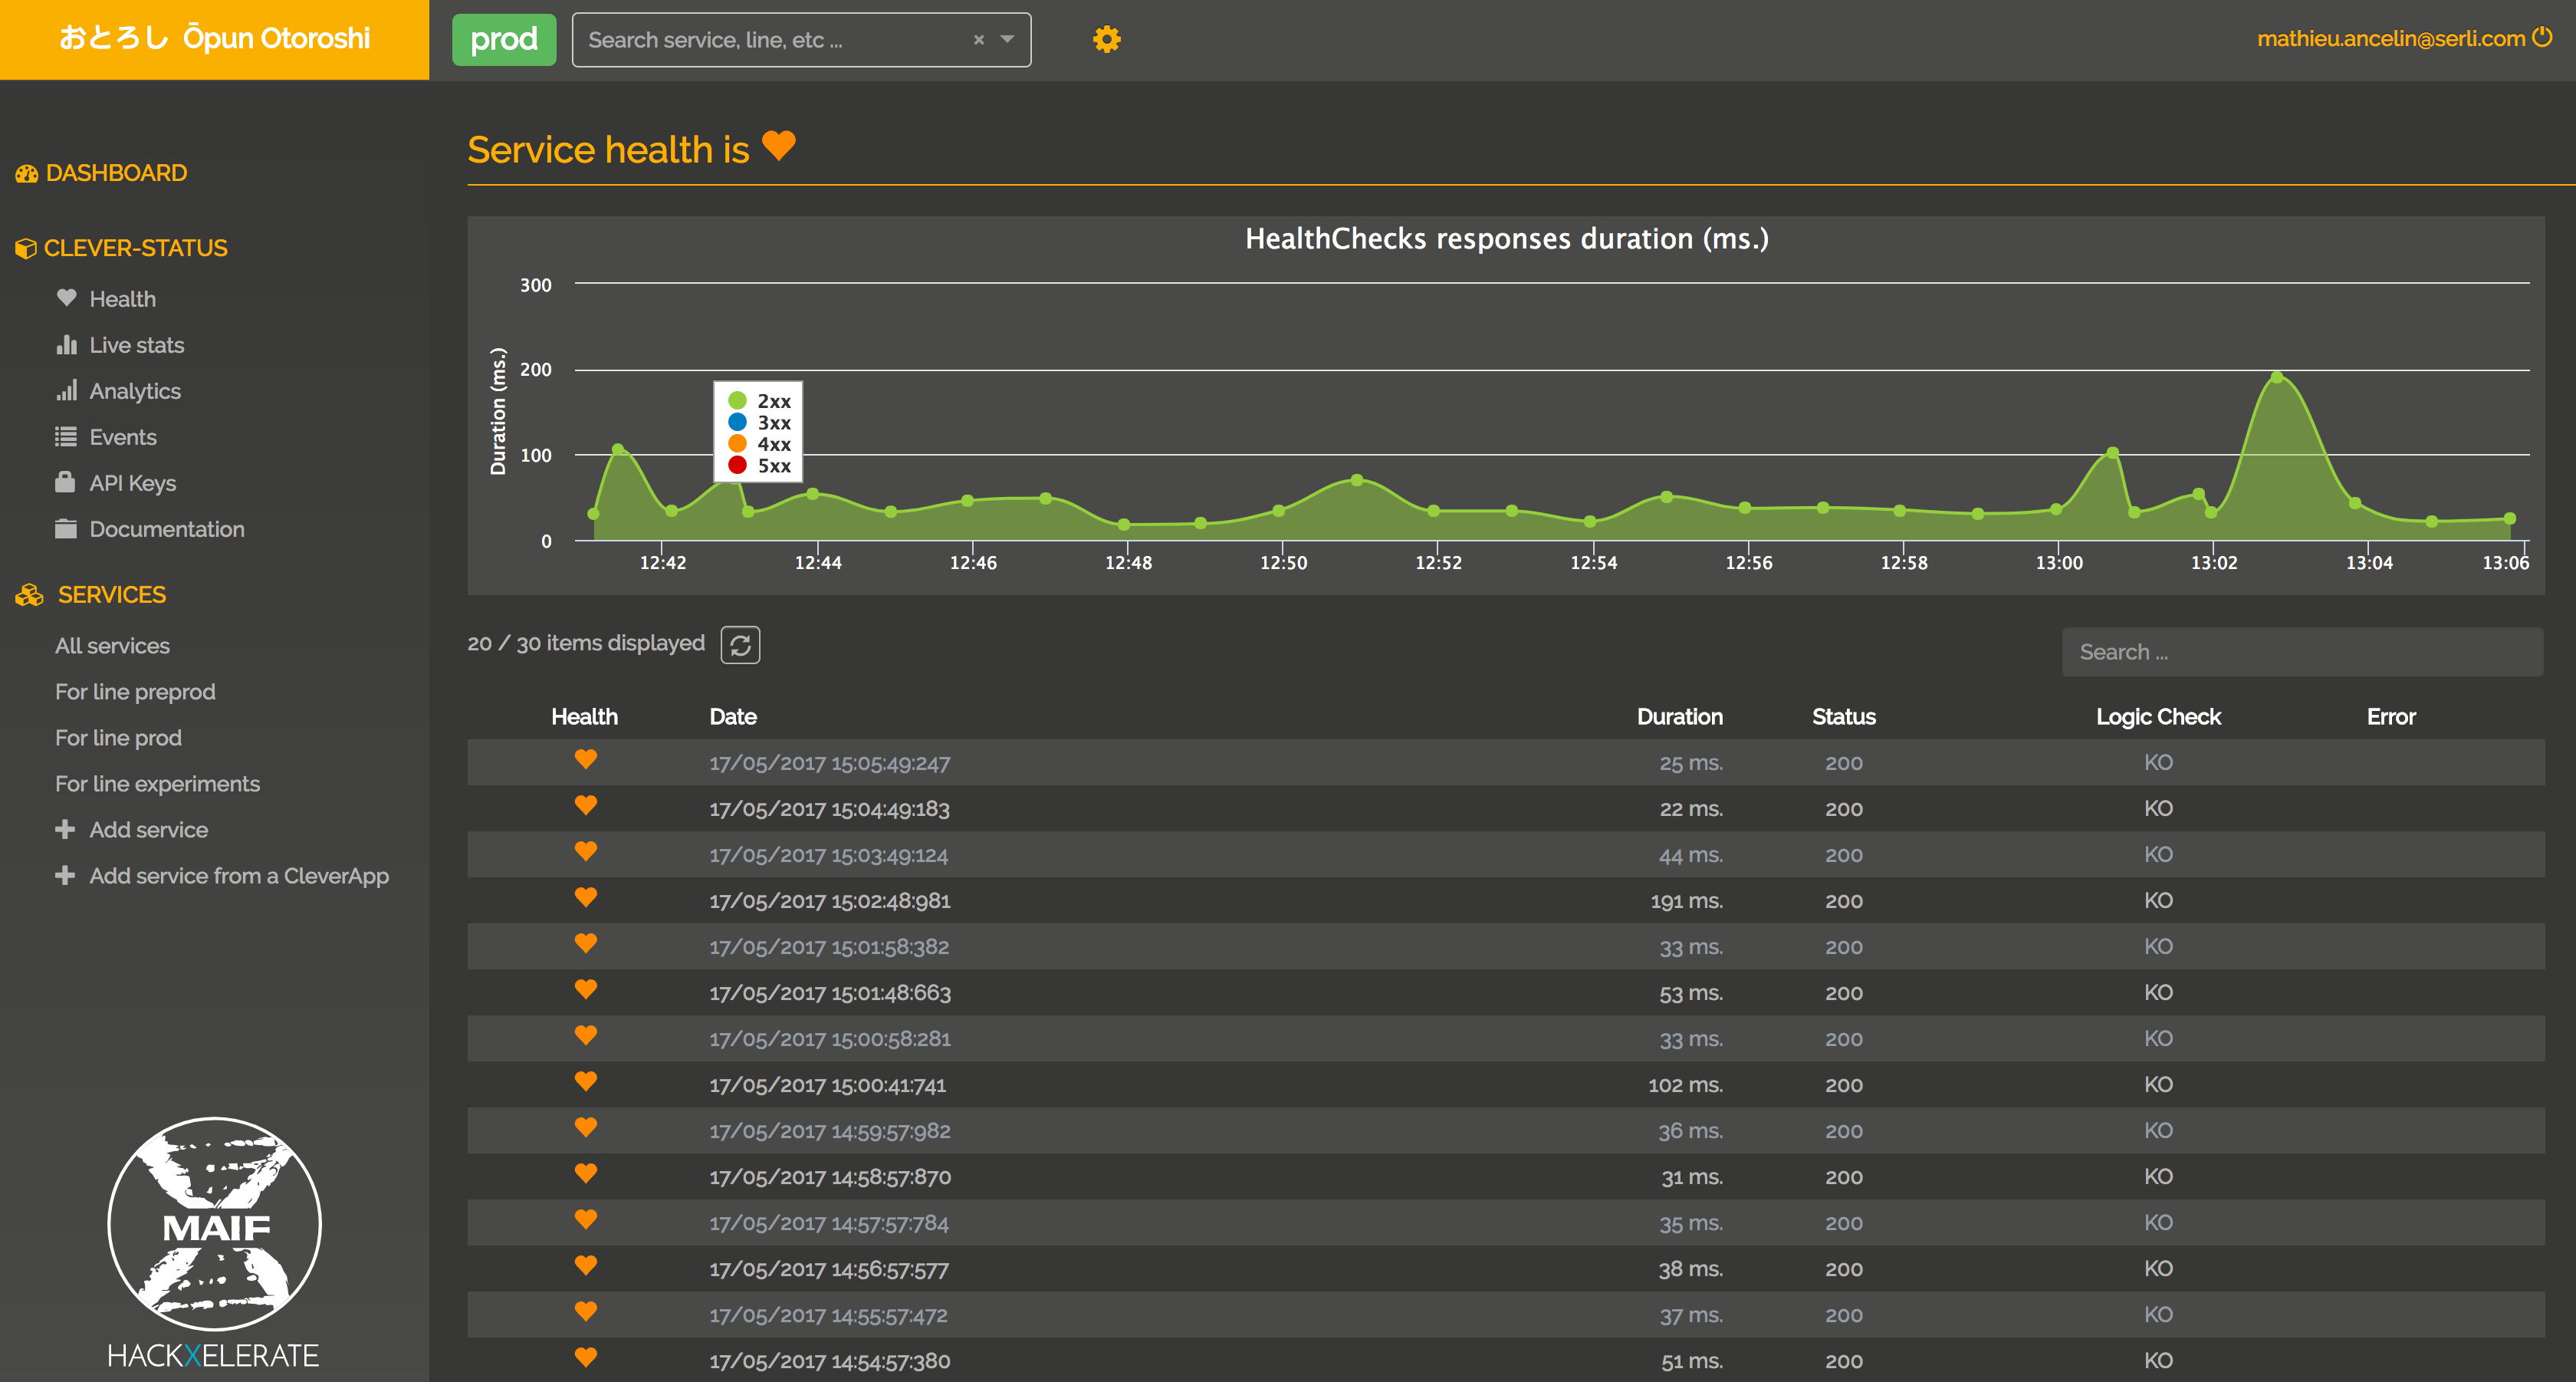 おとろし Ōpun Otoroshi
prod
Search service, line, etc ...
×
mathieu.ancelin@serli.com
DASHBOARD
CLEVER-STATUS
Health
Live stats
Analytics
Events
API Keys
Documentation
SERVICES
All services
For line preprod
For line prod
For line experiments
Add service
Add service from a CleverApp
MAIF
HACKXELERATE
Service health is
HealthChecks responses duration (ms.)
Duration (ms.)
300
200
100
0
2xx
3xx
4xx
5xx
12:42 12:44 12:46 12:48 12:50 12:52 12:54 12:56 12:58 13:00 13:02 13:04 13:06
20 / 30 items displayed
Search ...
Health Date Duration Status Logic Check Error
17/05/2017 15:05:49:247 25 ms. 200 KO
17/05/2017 15:04:49:183 22 ms. 200 KO
17/05/2017 15:03:49:124 44 ms. 200 KO
17/05/2017 15:02:48:981 191 ms. 200 KO
17/05/2017 15:01:58:382 33 ms. 200 KO
17/05/2017 15:01:48:663 53 ms. 200 KO
17/05/2017 15:00:58:281 33 ms. 200 KO
17/05/2017 15:00:41:741 102 ms. 200 KO
17/05/2017 14:59:57:982 36 ms. 200 KO
17/05/2017 14:58:57:870 31 ms. 200 KO
17/05/2017 14:57:57:784 35 ms. 200 KO
17/05/2017 14:56:57:577 38 ms. 200 KO
17/05/2017 14:55:57:472 37 ms. 200 KO
17/05/2017 14:54:57:380 51 ms. 200 KO